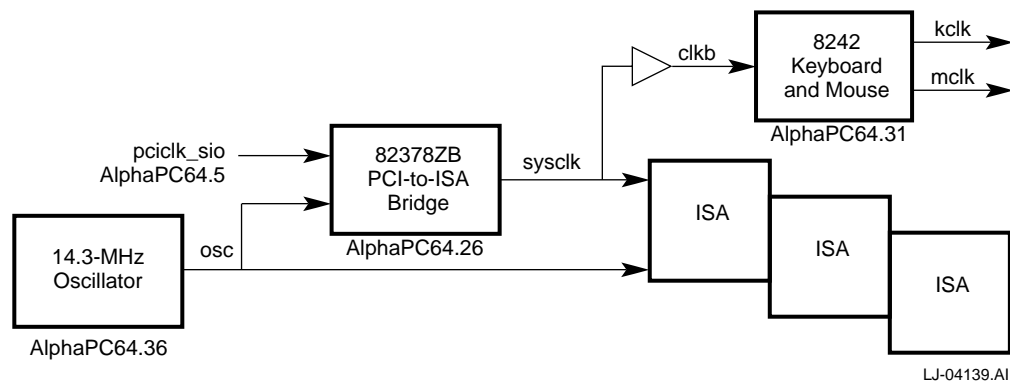 kclk
8242
Keyboard
and Mouse
clkb
mclk
AlphaPC64.31
pciclk_sio
AlphaPC64.5
82378ZB
PCI-to-ISA
Bridge
sysclk
AlphaPC64.26
ISA
ISA
ISA
osc
14.3-MHz
Oscillator
AlphaPC64.36
LJ-04139.AI